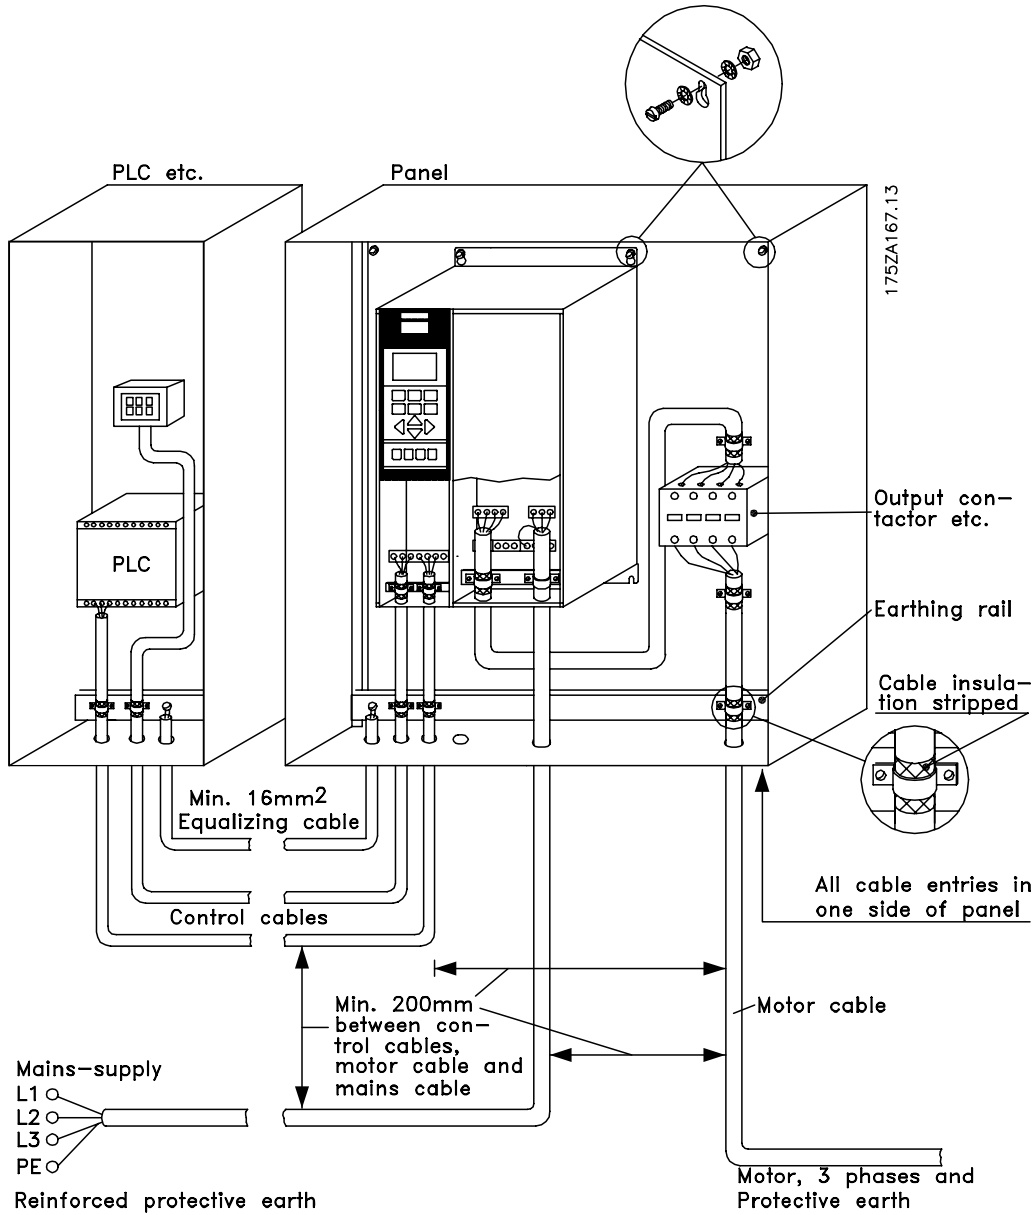 PLC etc.
Panel
175ZA167.13
PLC
Output con-
tactor etc.
Earthing rail
Cable insula-
tion stripped
Min. 16mm2
Equalizing cable
All cable entries in
one side of panel
Control cables
Min. 200mm
between con-
trol cables,
motor cable and
mains cable
Motor cable
Mains-supply
L1
L2
L3
PE
Reinforced protective earth
Motor, 3 phases and
Protective earth